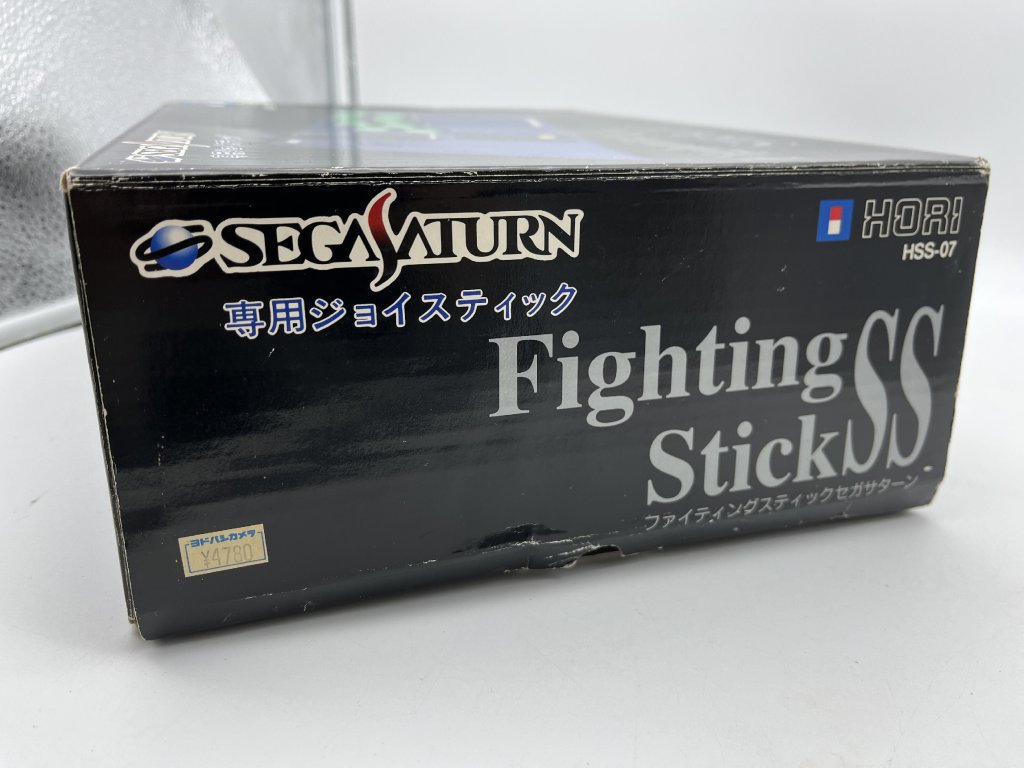 SEGA SATURN
専用ジョイスティック
HORI
HSS-07
Fighting
Stick SS
ファイティングスティックセガサターン
ヨドバシカメラ
¥4780